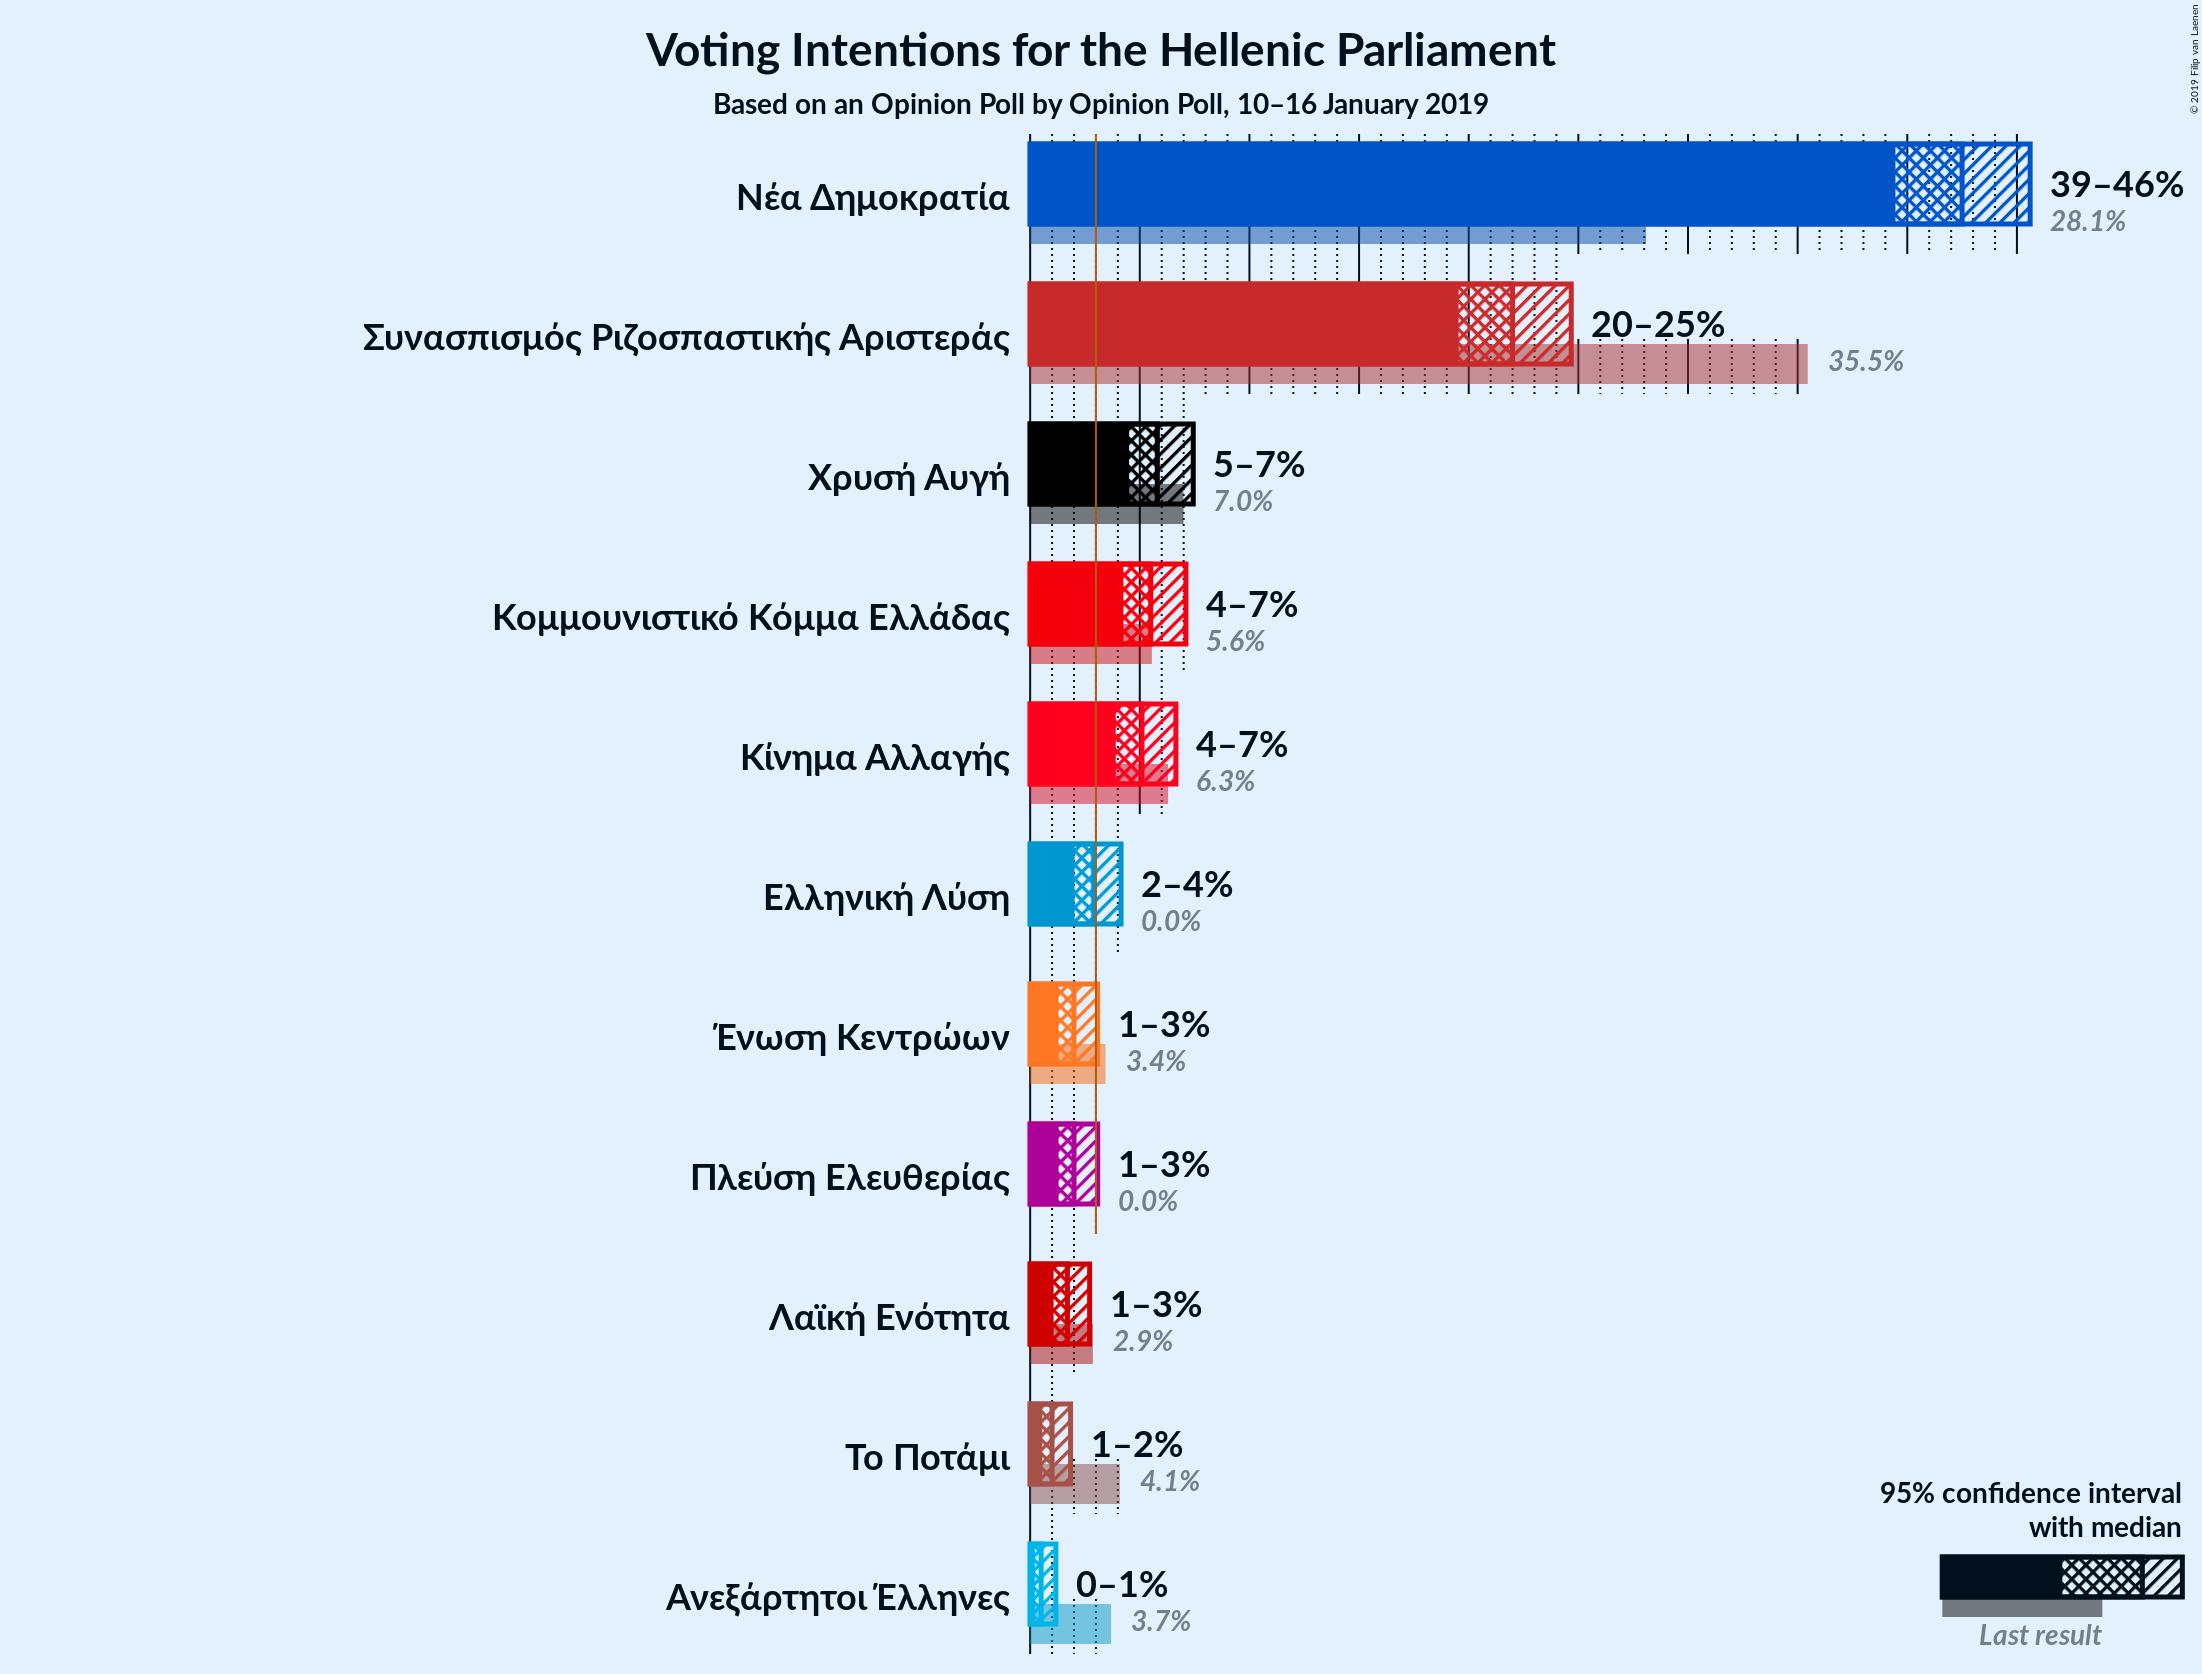 Voting Intentions for the Hellenic Parliament
Based on an Opinion Poll by Opinion Poll, 10–16 January 2019
© 2019 Filip van Laenen
Νέα Δημοκρατία
39–46%
28.1%
Συνασπισμός Ριζοσπαστικής Αριστεράς
20–25%
35.5%
Χρυσή Αυγή
5–7%
7.0%
Κομμουνιστικό Κόμμα Ελλάδας
4–7%
5.6%
Κίνημα Αλλαγής
4–7%
6.3%
Ελληνική Λύση
2–4%
0.0%
Ένωση Κεντρώων
1–3%
3.4%
Πλεύση Ελευθερίας
1–3%
0.0%
Λαϊκή Ενότητα
1–3%
2.9%
Το Ποτάμι
1–2%
4.1%
Ανεξάρτητοι Έλληνες
0–1%
3.7%
95% confidence interval
with median
Last result